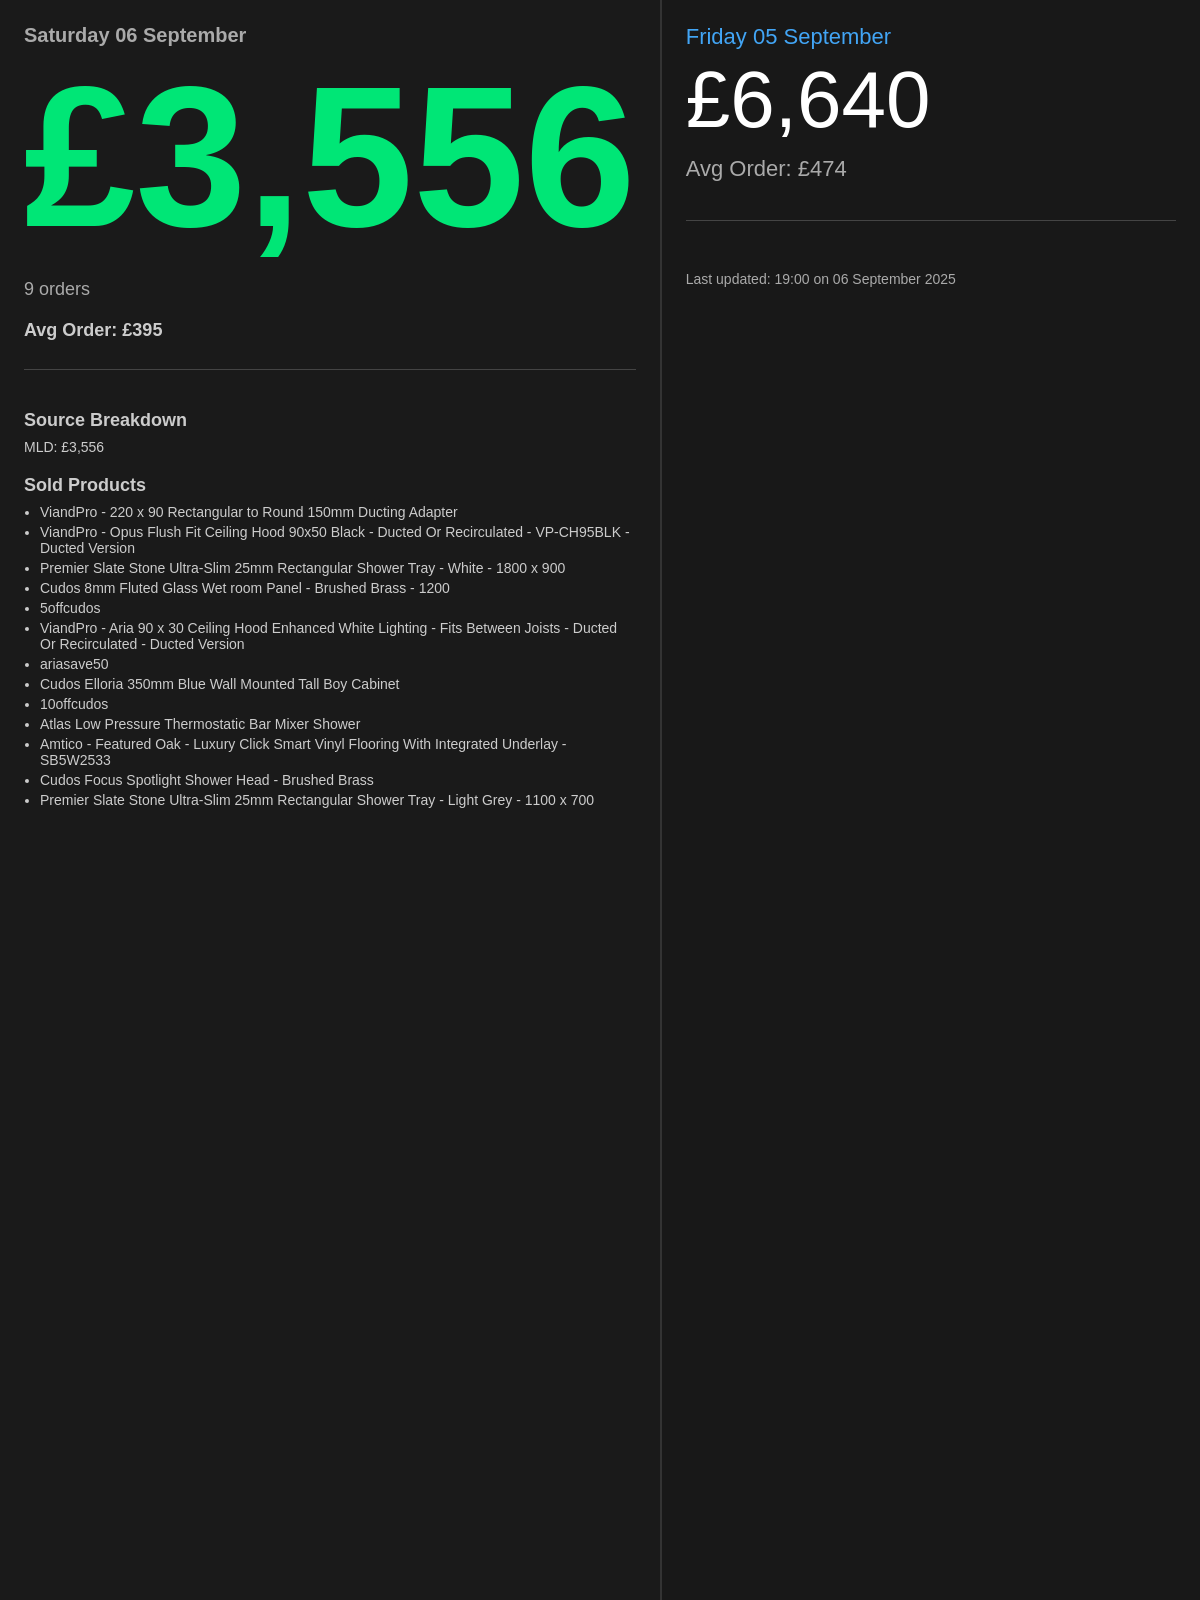 Saturday 06 September
£3,556
9 orders
Avg Order: £395
Source Breakdown
MLD: £3,556
Sold Products
• ViandPro - 220 x 90 Rectangular to Round 150mm Ducting Adapter
• ViandPro - Opus Flush Fit Ceiling Hood 90x50 Black - Ducted Or Recirculated - VP-CH95BLK -
Ducted Version
• Premier Slate Stone Ultra-Slim 25mm Rectangular Shower Tray - White - 1800 x 900
• Cudos 8mm Fluted Glass Wet room Panel - Brushed Brass - 1200
• 5offcudos
• ViandPro - Aria 90 x 30 Ceiling Hood Enhanced White Lighting - Fits Between Joists - Ducted
Or Recirculated - Ducted Version
• ariasave50
• Cudos Elloria 350mm Blue Wall Mounted Tall Boy Cabinet
• 10offcudos
• Atlas Low Pressure Thermostatic Bar Mixer Shower
• Amtico - Featured Oak - Luxury Click Smart Vinyl Flooring With Integrated Underlay -
SB5W2533
• Cudos Focus Spotlight Shower Head - Brushed Brass
• Premier Slate Stone Ultra-Slim 25mm Rectangular Shower Tray - Light Grey - 1100 x 700
Friday 05 September
£6,640
Avg Order: £474
Last updated: 19:00 on 06 September 2025